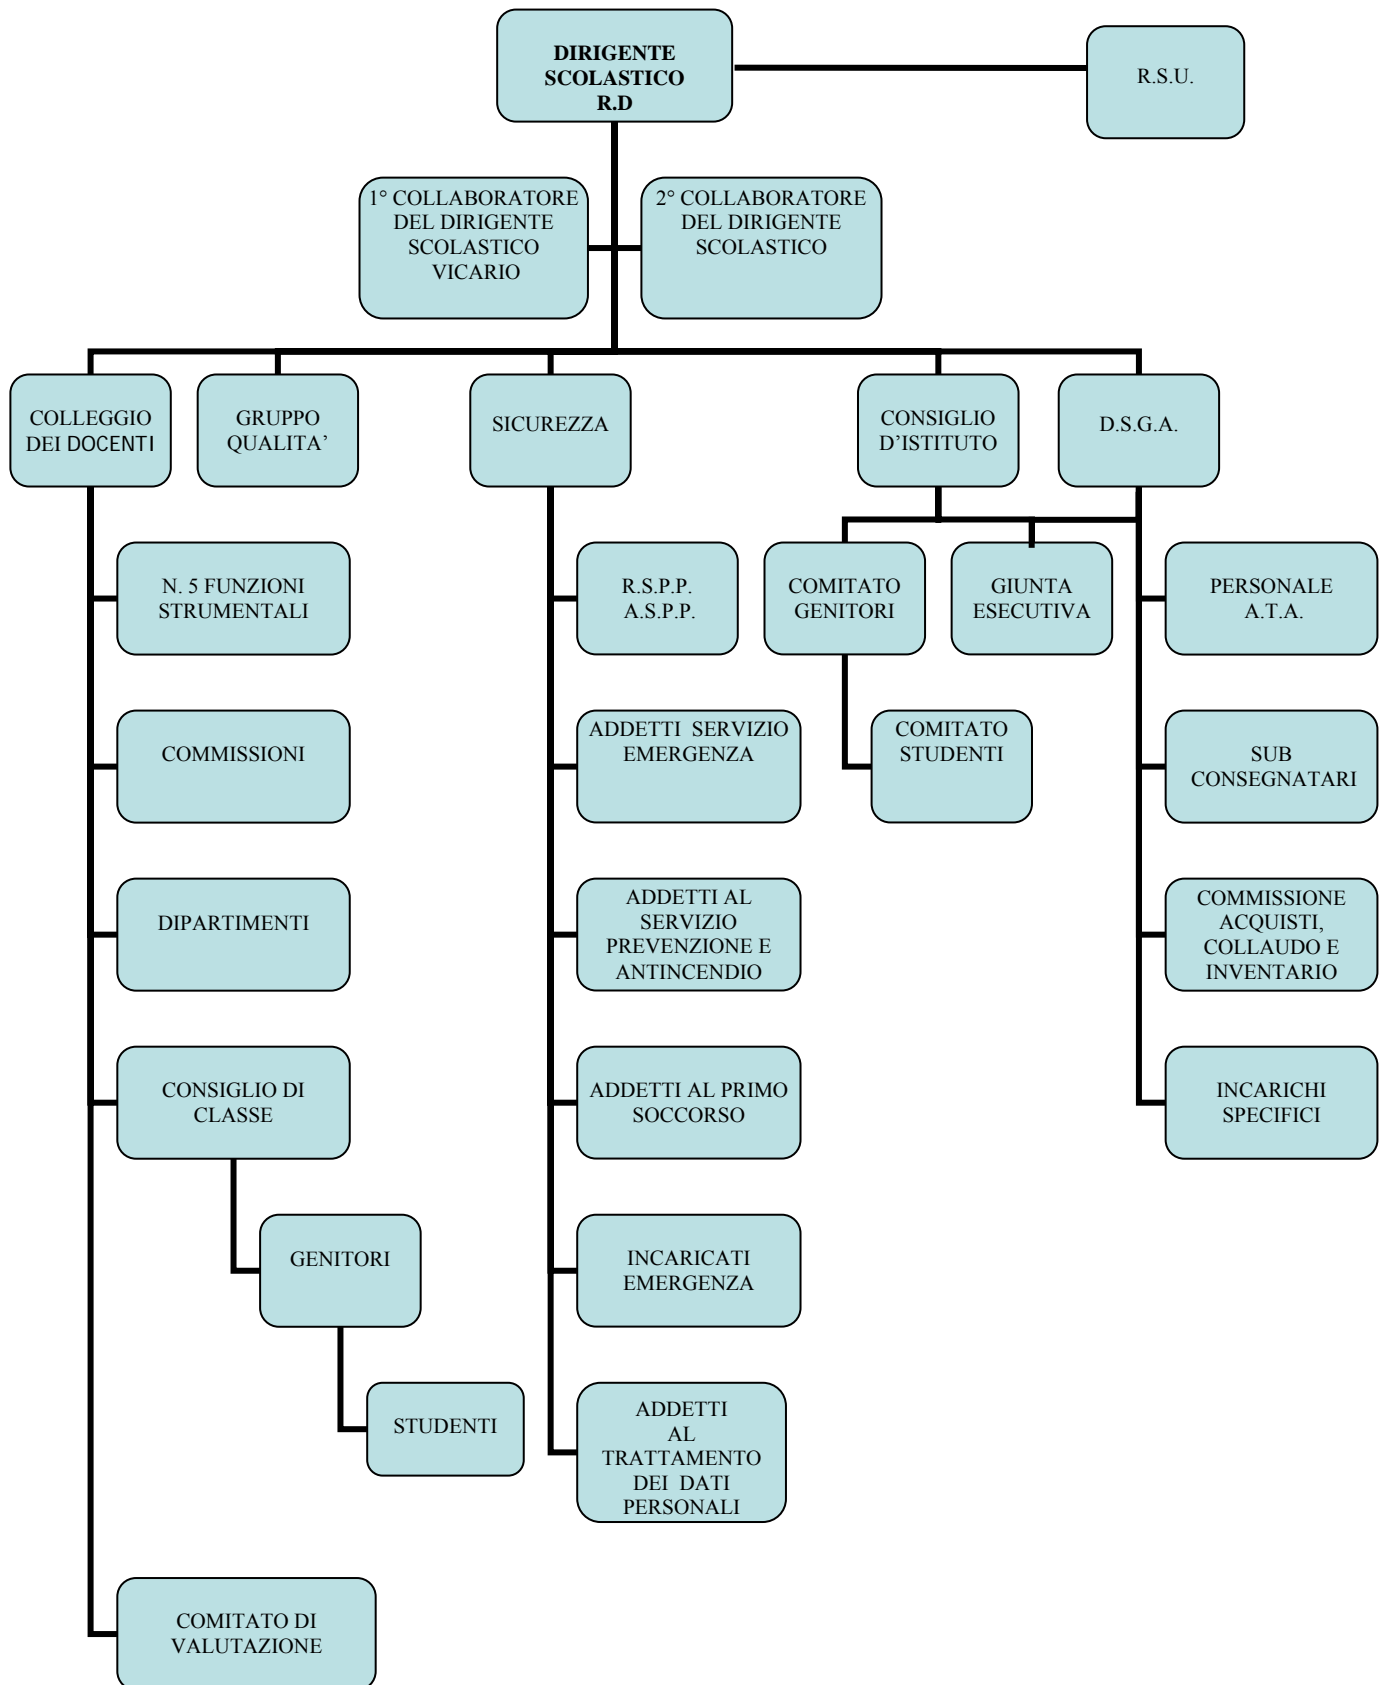 DIRIGENTE
SCOLASTICO
R.D
R.S.U.
1° COLLABORATORE
DEL DIRIGENTE
SCOLASTICO
VICARIO
2° COLLABORATORE
DEL DIRIGENTE
SCOLASTICO
COLLEGGIO
DEI DOCENTI
GRUPPO
QUALITA’
SICUREZZA
CONSIGLIO
D’ISTITUTO
D.S.G.A.
N. 5 FUNZIONI
STRUMENTALI
R.S.P.P.
A.S.P.P.
COMITATO
GENITORI
GIUNTA
ESECUTIVA
PERSONALE
A.T.A.
COMMISSIONI
ADDETTI SERVIZIO
EMERGENZA
COMITATO
STUDENTI
SUB
CONSEGNATARI
DIPARTIMENTI
ADDETTI AL
SERVIZIO
PREVENZIONE E
ANTINCENDIO
COMMISSIONE
ACQUISTI,
COLLAUDO E
INVENTARIO
CONSIGLIO DI
CLASSE
ADDETTI AL PRIMO
SOCCORSO
INCARICHI
SPECIFICI
GENITORI
INCARICATI
EMERGENZA
STUDENTI
ADDETTI
AL
TRATTAMENTO
DEI DATI
PERSONALI
COMITATO DI
VALUTAZIONE